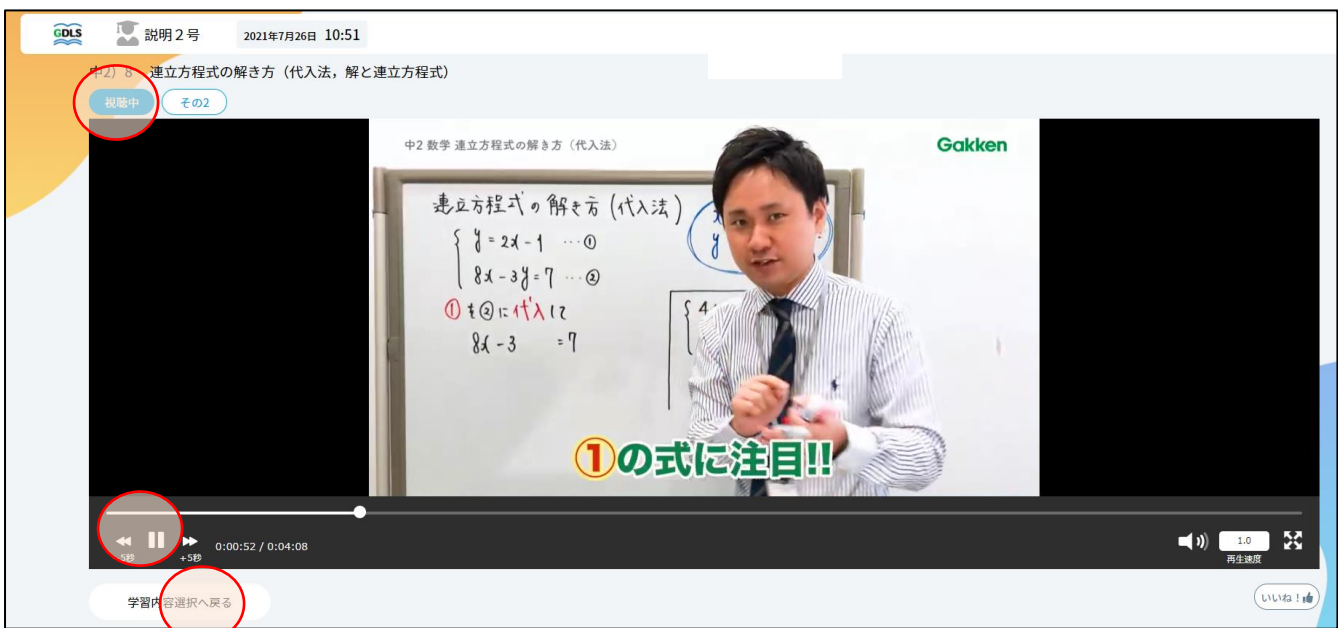 GDLS 説明2号 2021年7月26日 10:51
中2) 8 連立方程式の解き方（代入法，解と連立方程式）
視聴中 その2
中2 数学 連立方程式の解き方（代入法）
Gakken
連立方程式の解き方(代入法)
y = 2x - 1 …①
8x - 3y = 7 …②
①を②に代入して
8x - 3 = 7
y
4
①の式に注目!!
-5秒 +5秒 0:00:52 / 0:04:08
1.0
再生速度
学習内容選択へ戻る
いいね！